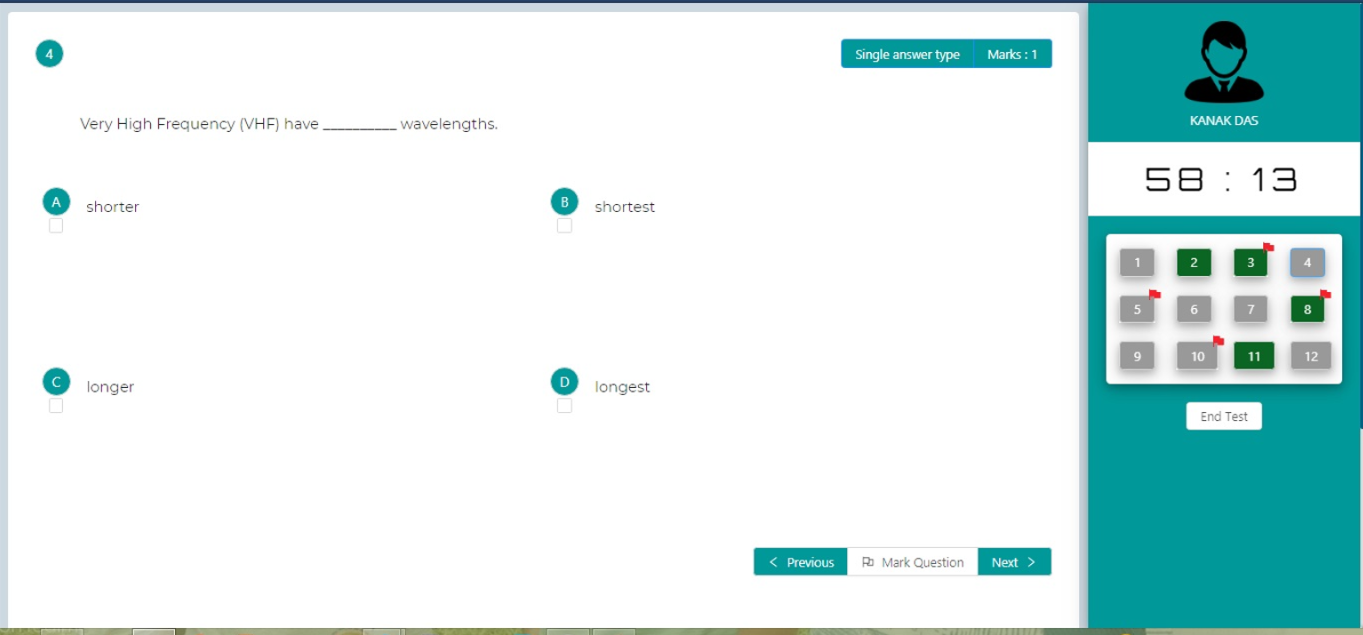 4
Single answer type Marks : 1
Very High Frequency (VHF) have __________ wavelengths.
A shorter
B shortest
C longer
D longest
< Previous Mark Question Next >
KANAK DAS
58 : 13
1 2 3 4
5 6 7 8
9 10 11 12
End Test